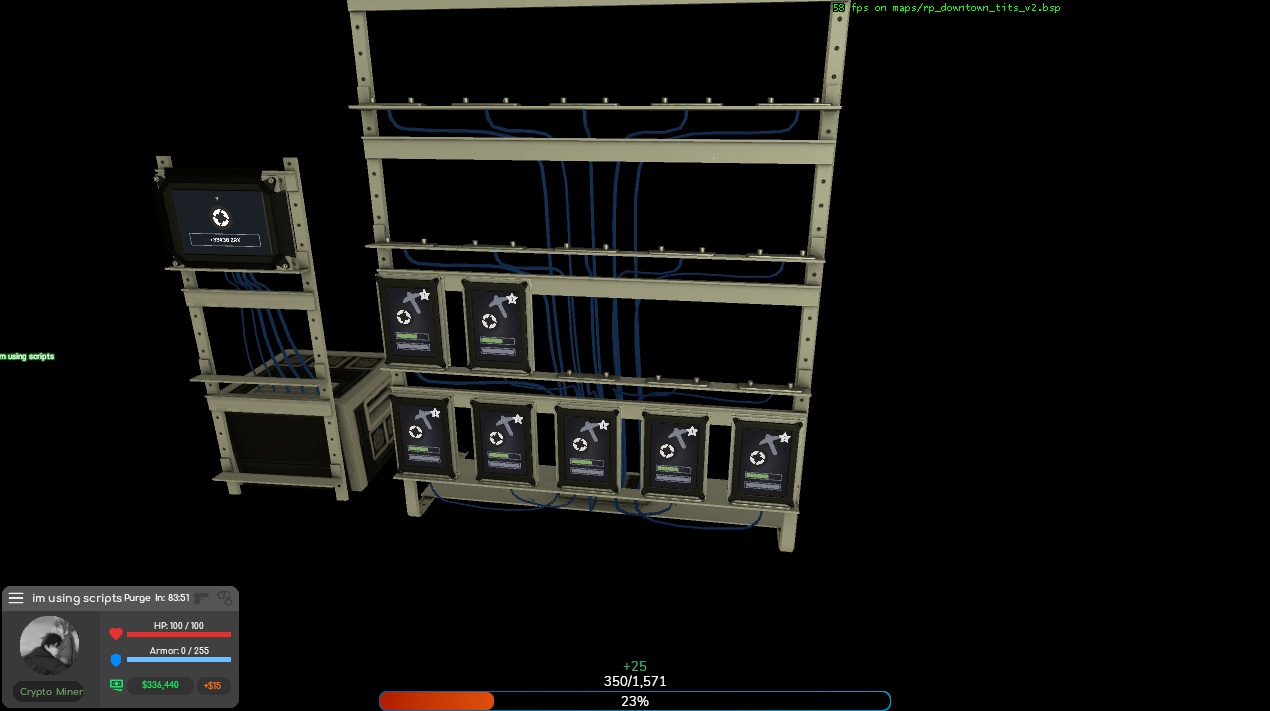 58 fps on maps/rp_downtown_tits_v2.bsp
m using scripts
im using scripts Purge In: 83:51
HP: 100 / 100
Armor: 0 / 255
$336,440 +$15
Crypto Miner
+25
350/1,571
23%